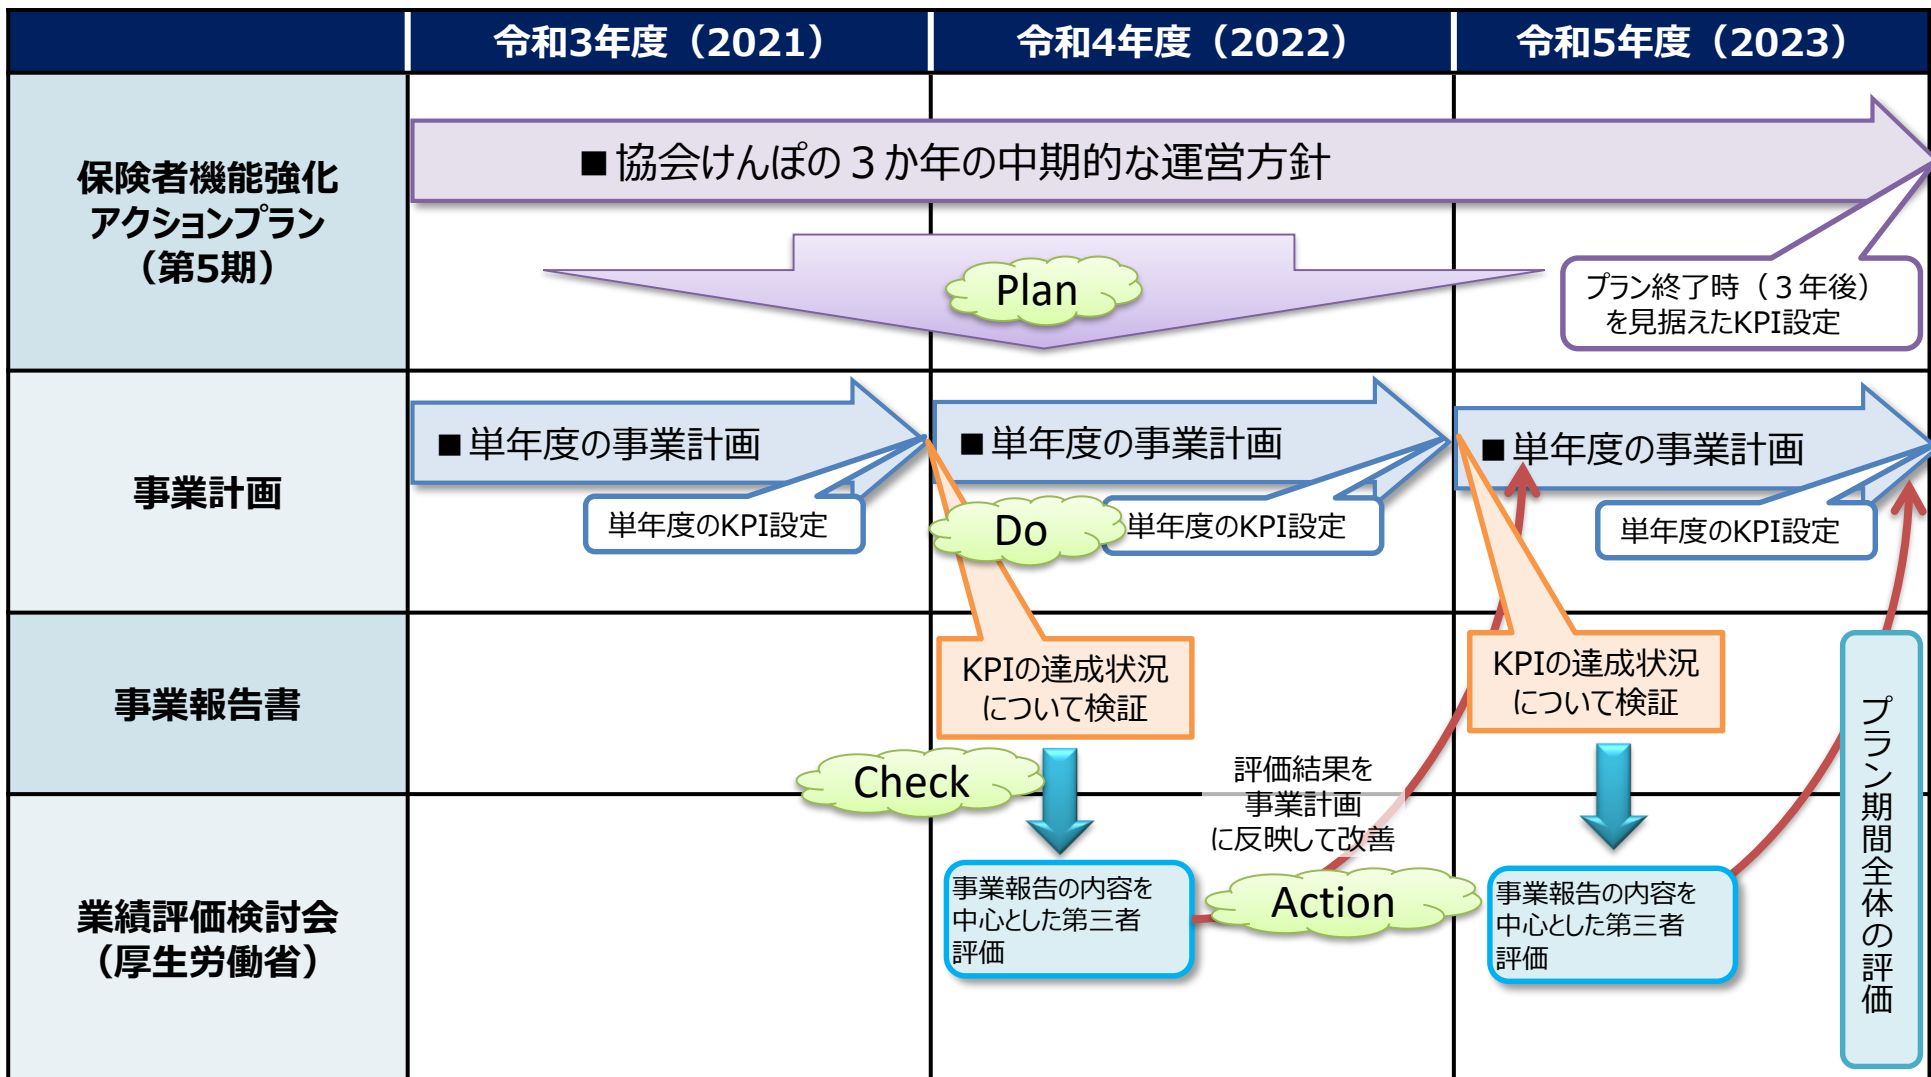 令和3年度（2021）
令和4年度（2022）
令和5年度（2023）
保険者機能強化
アクションプラン
（第5期）
■協会けんぽの３か年の中期的な運営方針
Plan
プラン終了時（３年後）
を見据えたKPI設定
事業計画
■単年度の事業計画
単年度のKPI設定
■単年度の事業計画
Do
単年度のKPI設定
■単年度の事業計画
単年度のKPI設定
事業報告書
KPIの達成状況
について検証
KPIの達成状況
について検証
Check
評価結果を
事業計画
に反映して改善
プラン期間全体の評価
業績評価検討会
（厚生労働省）
事業報告の内容を
中心とした第三者
評価
Action
事業報告の内容を
中心とした第三者
評価